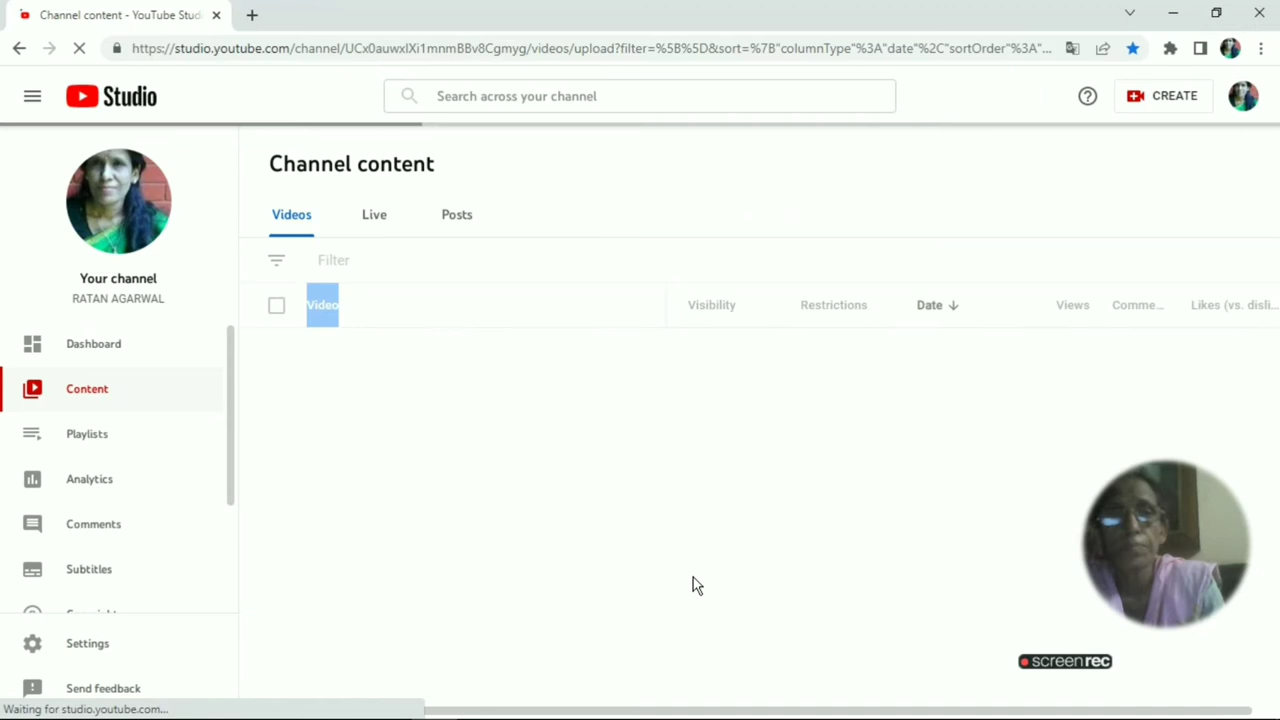 Channel content - YouTube Stud
https://studio.youtube.com/channel/UCx0auwxlXi1mnmBBv8Cgmyg/videos/upload?filter=%5B%5D&sort=%7B"columnType"%3A"date"%2C"sortOrder"%3A"...
Studio
Search across your channel
CREATE
Channel content
Videos Live Posts
Your channel
RATAN AGARWAL
Filter
Video Visibility Restrictions Date Views Comme... Likes (vs. disli...
Dashboard
Content
Playlists
Analytics
Comments
Subtitles
Settings
Send feedback
screenrec
Waiting for studio.youtube.com...